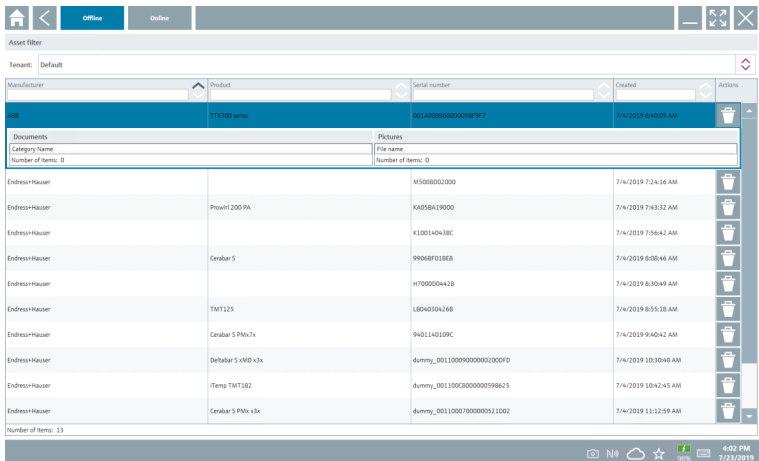 Offline Online
Asset filter
Tenant: Default
Manufacturer Product Serial number Created Actions
ABB TTX300 series 7/4/2019 6:40:05 AM
Documents Pictures
Category Name File name
Number of Items: 0 Number of Items: 0
Endress+Hauser M5008D02000 7/4/2019 7:24:16 AM
Endress+Hauser Prowirl 200 PA KA05BA19000 7/4/2019 7:43:32 AM
Endress+Hauser K10014043BC 7/4/2019 7:56:42 AM
Endress+Hauser Cerabar S 9906BF01BEB 7/4/2019 8:08:46 AM
Endress+Hauser H7000D04428 7/4/2019 8:30:49 AM
Endress+Hauser TMT125 LB04030426B 7/4/2019 8:55:18 AM
Endress+Hauser Cerabar S PMx7x 9401140109C 7/4/2019 9:40:42 AM
Endress+Hauser Deltabar S xMD x3x dummy_00110009000000200DFD 7/4/2019 10:30:48 AM
Endress+Hauser iTemp TMT182 dummy_001100C8000000598625 7/4/2019 10:42:45 AM
Endress+Hauser Cerabar S PMx x3x dummy_00110007000000521D02 7/4/2019 11:12:59 AM
Number of Items: 13
98% 4:02 PM
7/23/2019